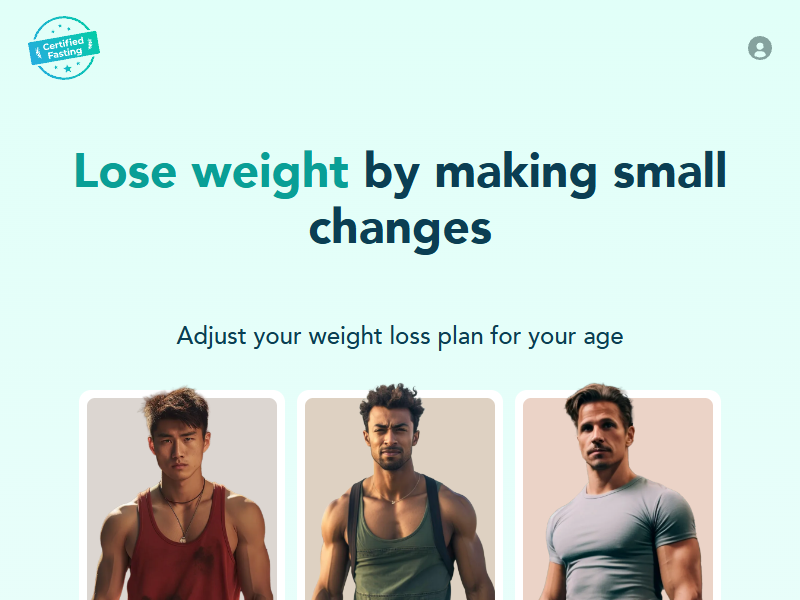 Certified
Fasting
Lose weight by making small
changes
Adjust your weight loss plan for your age